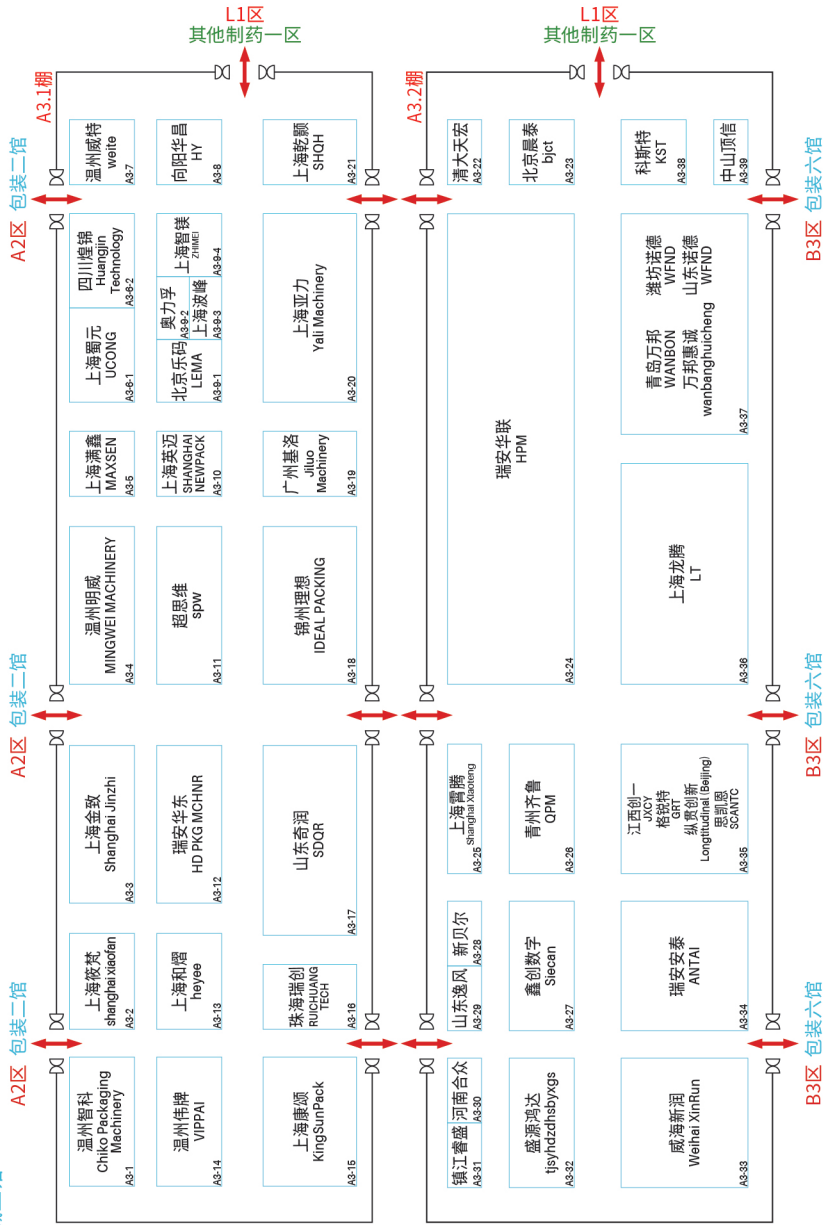 L1区
其他制药一区
L1区
其他制药一区
A3.1棚
A3.2棚
A2区 包装二馆
B3区 包装六馆
温州威特
weite
A3-7
向阳华昌
HY
A3-8
上海乾颢
SHQH
A3-21
清大天宏
A3-22
北京晨泰
bjct
A3-23
科斯特
KST
A3-38
中山顶信
A3-39
四川煌锦
Huangjin
Technology
A3-6-2
上海蜀元
UCONG
A3-6-1
上海智镁
ZHIMEI
A3-9-4
奥力孚
A3-9-2
上海波峰
A3-9-3
北京乐码
LEMA
A3-9-1
上海亚力
Yali Machinery
A3-20
瑞安华联
HPM
A3-24
潍坊诺德
WFND
山东诺德
WFND
青岛万邦
WANBON
万邦惠诚
wanbanghuicheng
A3-37
上海满鑫
MAXSEN
A3-5
上海英迈
SHANGHAI
NEWPACK
A3-10
广州基洛
Jiluo
Machinery
A3-19
温州明威
MINGWEI MACHINERY
A3-4
超思维
spw
A3-11
锦州理想
IDEAL PACKING
A3-18
上海龙腾
LT
A3-36
A2区 包装二馆
B3区 包装六馆
上海金致
Shanghai Jinzhi
A3-3
瑞安华东
HD PKG MCHNR
A3-12
山东奇润
SDQR
A3-17
上海霄腾
Shanghai Xiaoteng
A3-25
青州齐鲁
QPM
A3-26
江西创一
JXCY
格锐特
GRT
纵贯创新
Longtitudinal (Beijing)
思凯恩
SCANTC
A3-35
上海筱梵
shanghai xiaofan
A3-2
上海和熠
heyee
A3-13
珠海瑞创
RUICHUANG
TECH
A3-16
新贝尔
A3-28
山东逸风
A3-29
鑫创数字
Siecan
A3-27
瑞安安泰
ANTAI
A3-34
A2区 包装二馆
B3区 包装六馆
温州智科
Chiko Packaging
Machinery
A3-1
温州伟牌
VIPPAI
A3-14
上海康颂
KingSunPack
A3-15
河南合众
A3-30
镇江睿盛
A3-31
盛源鸿达
tjsyhdzdhsbyxgs
A3-32
威海新润
Weihai XinRun
A3-33